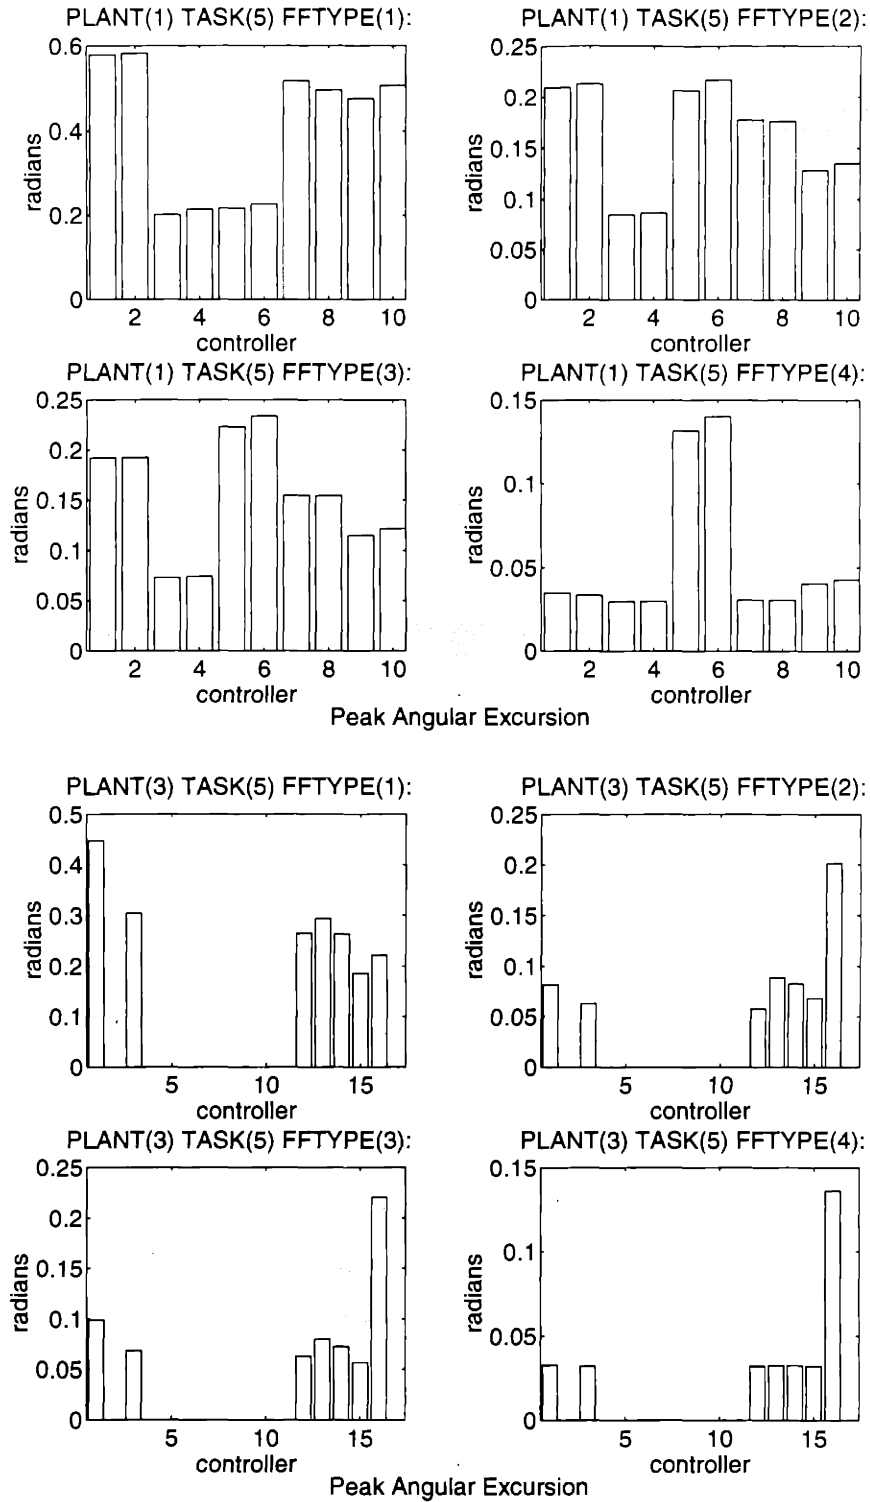 PLANT(1) TASK(5) FFTYPE(1):
0.6
0.4
0.2
0
radians
2 4 6 8 10
controller
PLANT(1) TASK(5) FFTYPE(2):
0.25
0.2
0.15
0.1
0.05
0
radians
2 4 6 8 10
controller
PLANT(1) TASK(5) FFTYPE(3):
0.25
0.2
0.15
0.1
0.05
0
radians
2 4 6 8 10
controller
PLANT(1) TASK(5) FFTYPE(4):
0.15
0.1
0.05
0
radians
2 4 6 8 10
controller
Peak Angular Excursion
PLANT(3) TASK(5) FFTYPE(1):
0.5
0.4
0.3
0.2
0.1
0
radians
5 10 15
controller
PLANT(3) TASK(5) FFTYPE(2):
0.25
0.2
0.15
0.1
0.05
0
radians
5 10 15
controller
PLANT(3) TASK(5) FFTYPE(3):
0.25
0.2
0.15
0.1
0.05
0
radians
5 10 15
controller
PLANT(3) TASK(5) FFTYPE(4):
0.15
0.1
0.05
0
radians
5 10 15
controller
Peak Angular Excursion